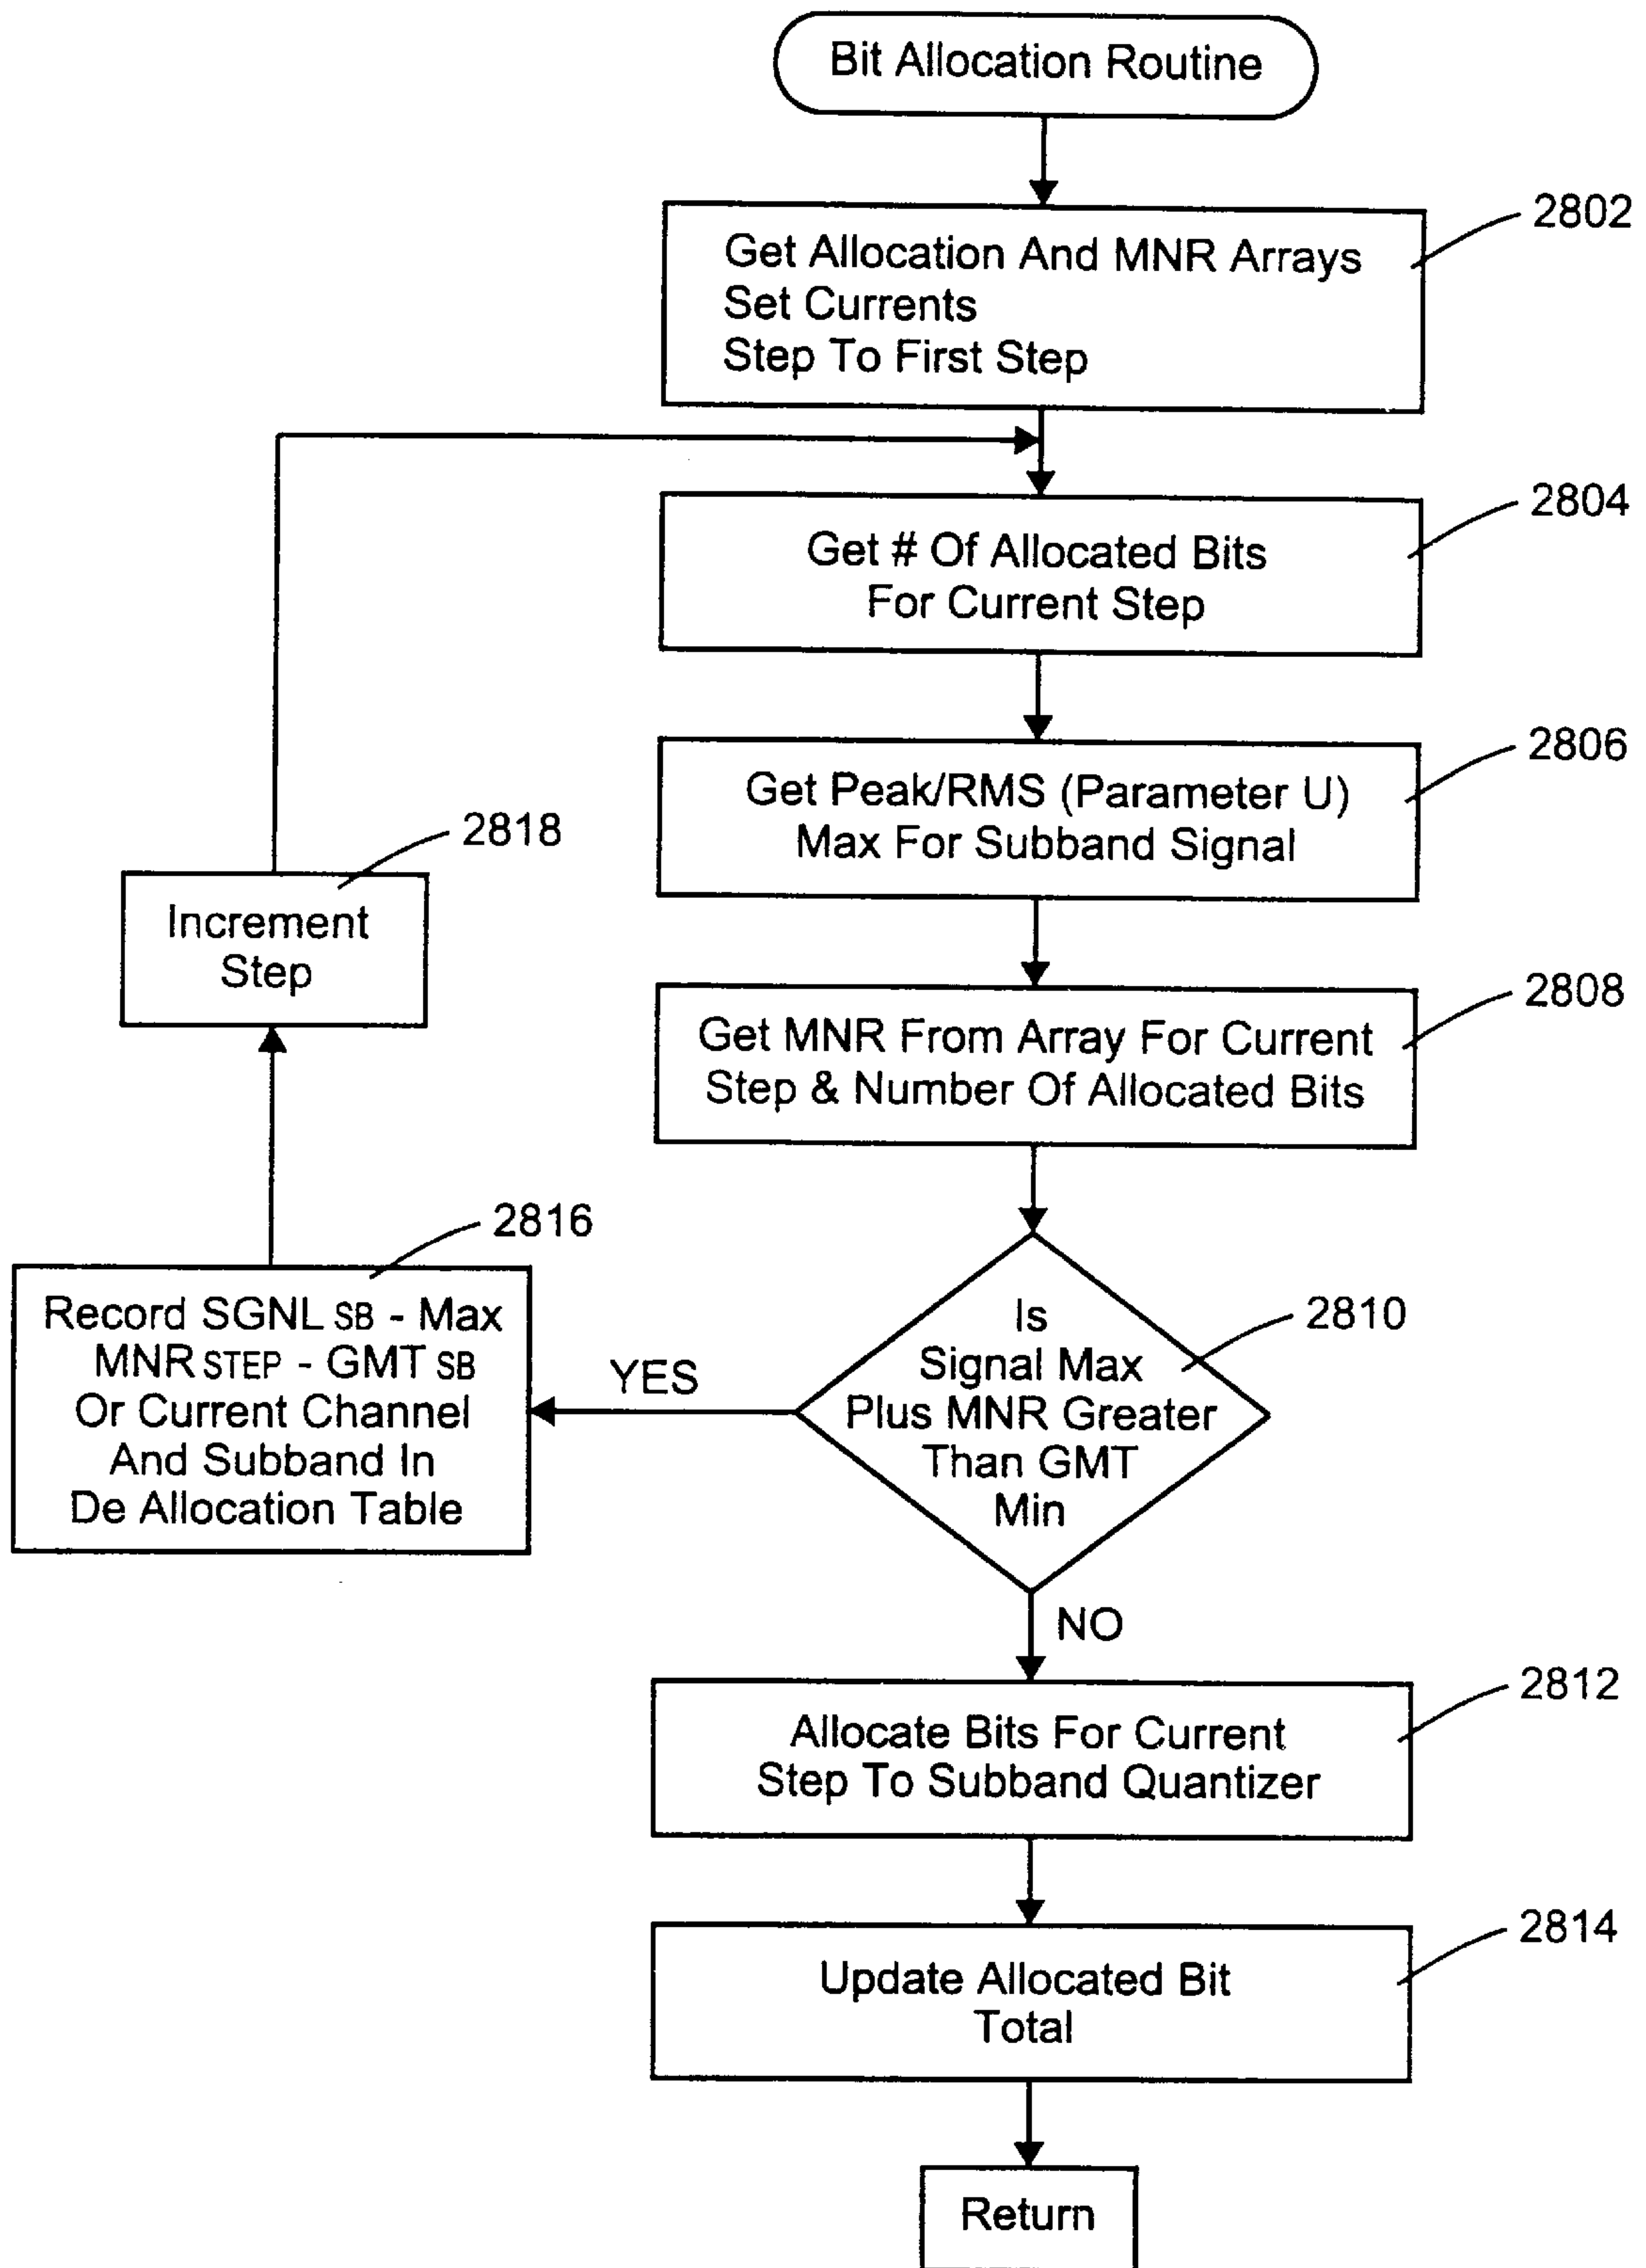 Bit Allocation Routine
2802
Get Allocation And MNR Arrays
Set Currents
Step To First Step
2804
Get # Of Allocated Bits
For Current Step
2806
Get Peak/RMS (Parameter U)
Max For Subband Signal
2818
Increment
Step
2808
Get MNR From Array For Current
Step & Number Of Allocated Bits
2816
Record SGNL SB - Max
MNR STEP - GMT SB
Or Current Channel
And Subband In
De Allocation Table
YES
2810
Is
Signal Max
Plus MNR Greater
Than GMT
Min
NO
2812
Allocate Bits For Current
Step To Subband Quantizer
2814
Update Allocated Bit
Total
Return